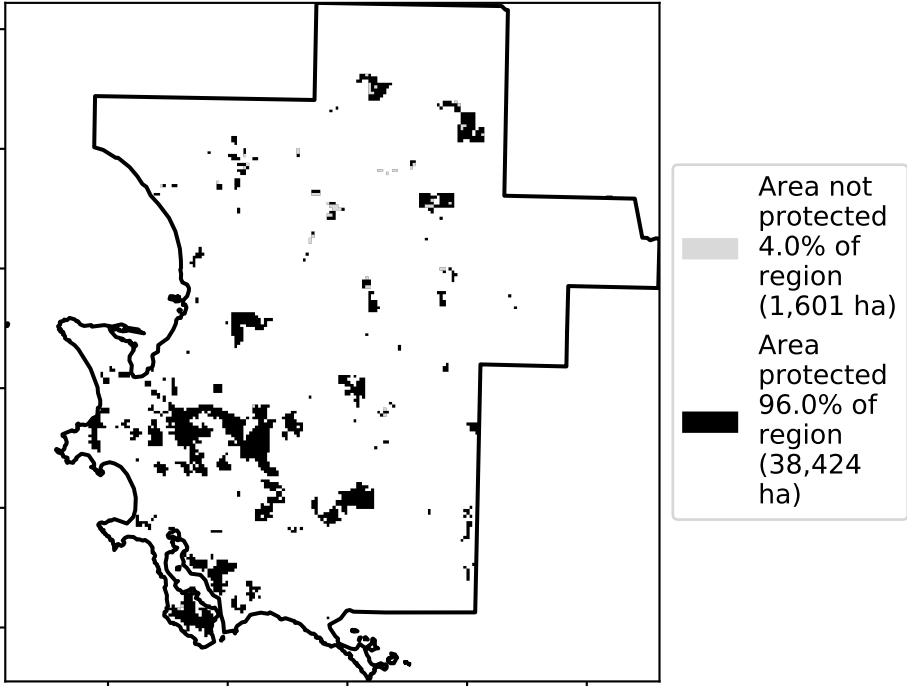 Area not
protected
4.0% of
region
(1,601 ha)
Area
protected
96.0% of
region
(38,424
ha)